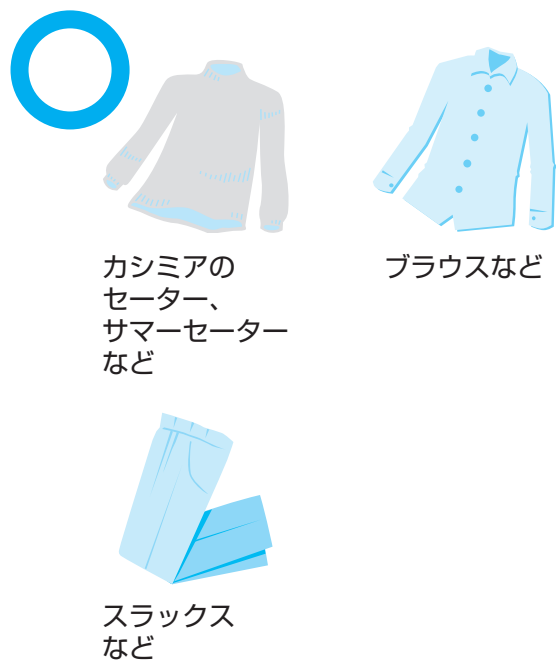 カシミアの
セーター、
サマーセーター
など
ブラウスなど
スラックス
など